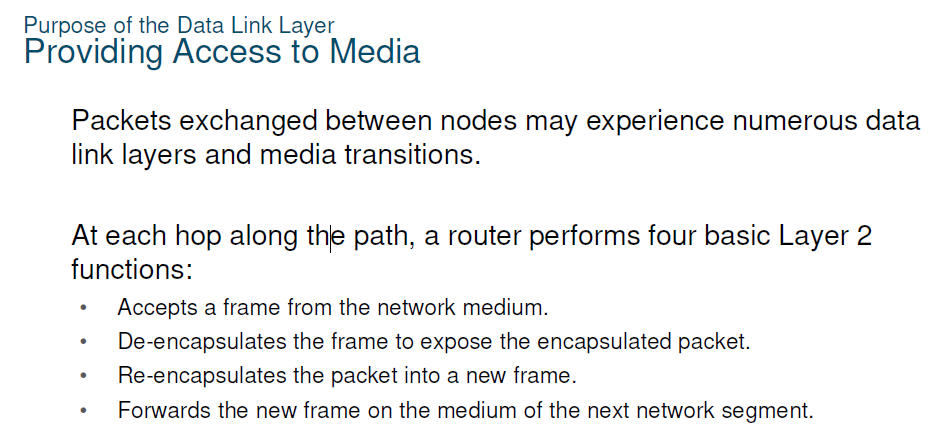 Purpose of the Data Link Layer
Providing Access to Media
Packets exchanged between nodes may experience numerous data
link layers and media transitions.
At each hop along the path, a router performs four basic Layer 2
functions:
• Accepts a frame from the network medium.
• De-encapsulates the frame to expose the encapsulated packet.
• Re-encapsulates the packet into a new frame.
• Forwards the new frame on the medium of the next network segment.